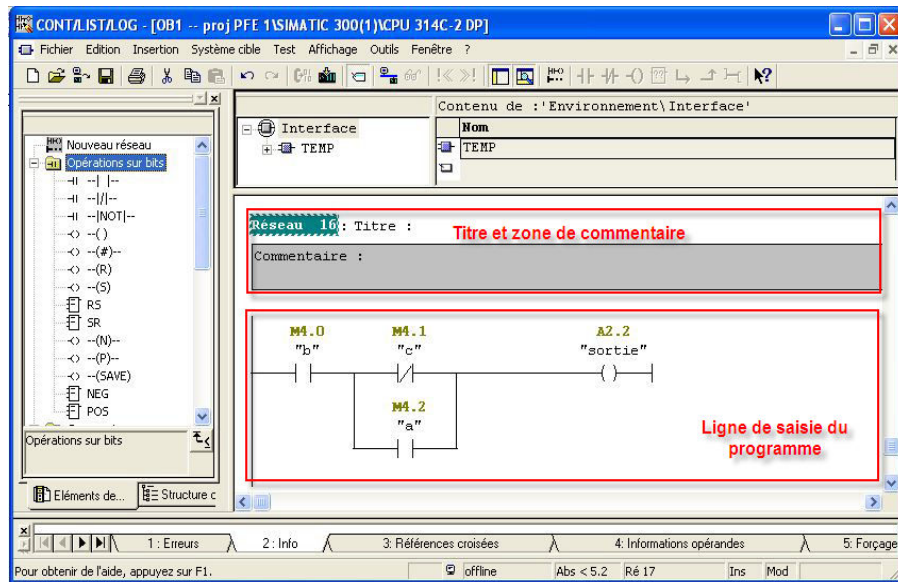 CONT/LIST/LOG - [OB1 -- proj PFE 1\SIMATIC 300(1)\CPU 314C-2 DP]
Fichier Edition Insertion Système cible Test Affichage Outils Fenêtre ?
Contenu de :'Environnement\Interface'
Interface
TEMP
Nom
TEMP
Nouveau réseau
Opérations sur bits
--| |--
--|/|--
--|NOT|--
--( )
--(#)--
--(R)
--(S)
RS
SR
--(N)--
--(P)--
--(SAVE)
NEG
POS
Opérations sur bits
Eléments de...
Structure c
Réseau 16: Titre :
Titre et zone de commentaire
Commentaire :
M4.0 M4.1 A2.2
"b" "c" "sortie"
M4.2
"a"
Ligne de saisie du
programme
1 : Erreurs 2 : Info 3: Références croisées 4: Informations opérandes 5: Forçage
Pour obtenir de l'aide, appuyez sur F1. offline Abs < 5.2 Ré 17 Ins Mod